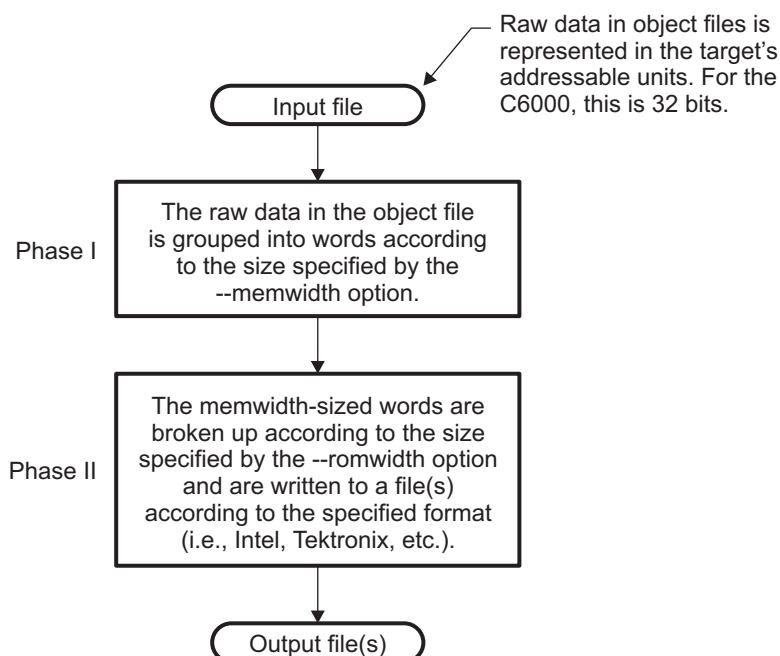 Raw data in object files is
represented in the target's
addressable units. For the
C6000, this is 32 bits.
Input file
Phase I
The raw data in the object file
is grouped into words according
to the size specified by the
--memwidth option.
Phase II
The memwidth-sized words are
broken up according to the size
specified by the --romwidth option
and are written to a file(s)
according to the specified format
(i.e., Intel, Tektronix, etc.).
Output file(s)